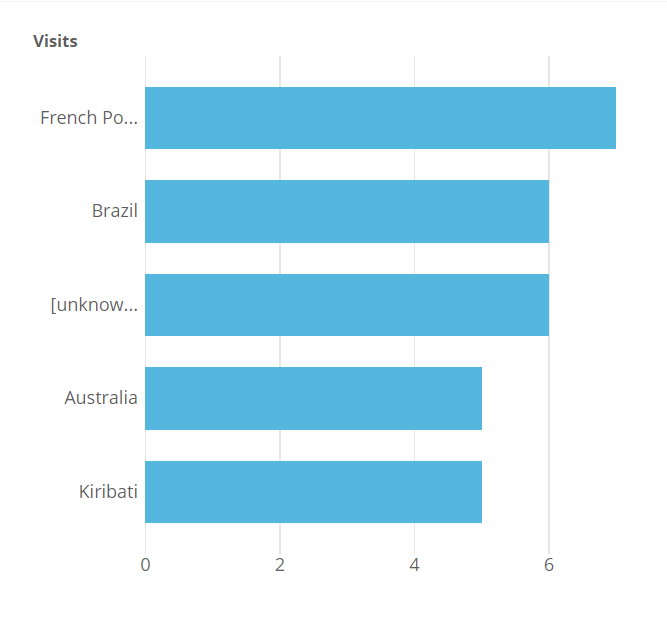 Visits
French Po...
Brazil
[unknow...
Australia
Kiribati
0 2 4 6